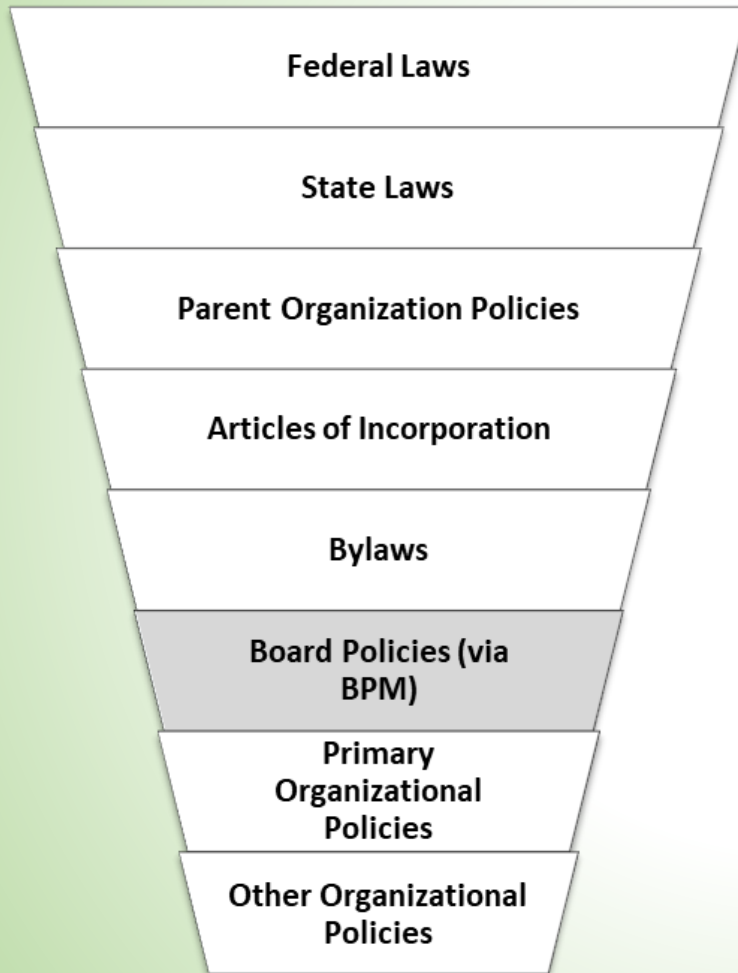 Federal Laws
State Laws
Parent Organization Policies
Articles of Incorporation
Bylaws
Board Policies (via
BPM)
Primary
Organizational
Policies
Other Organizational
Policies